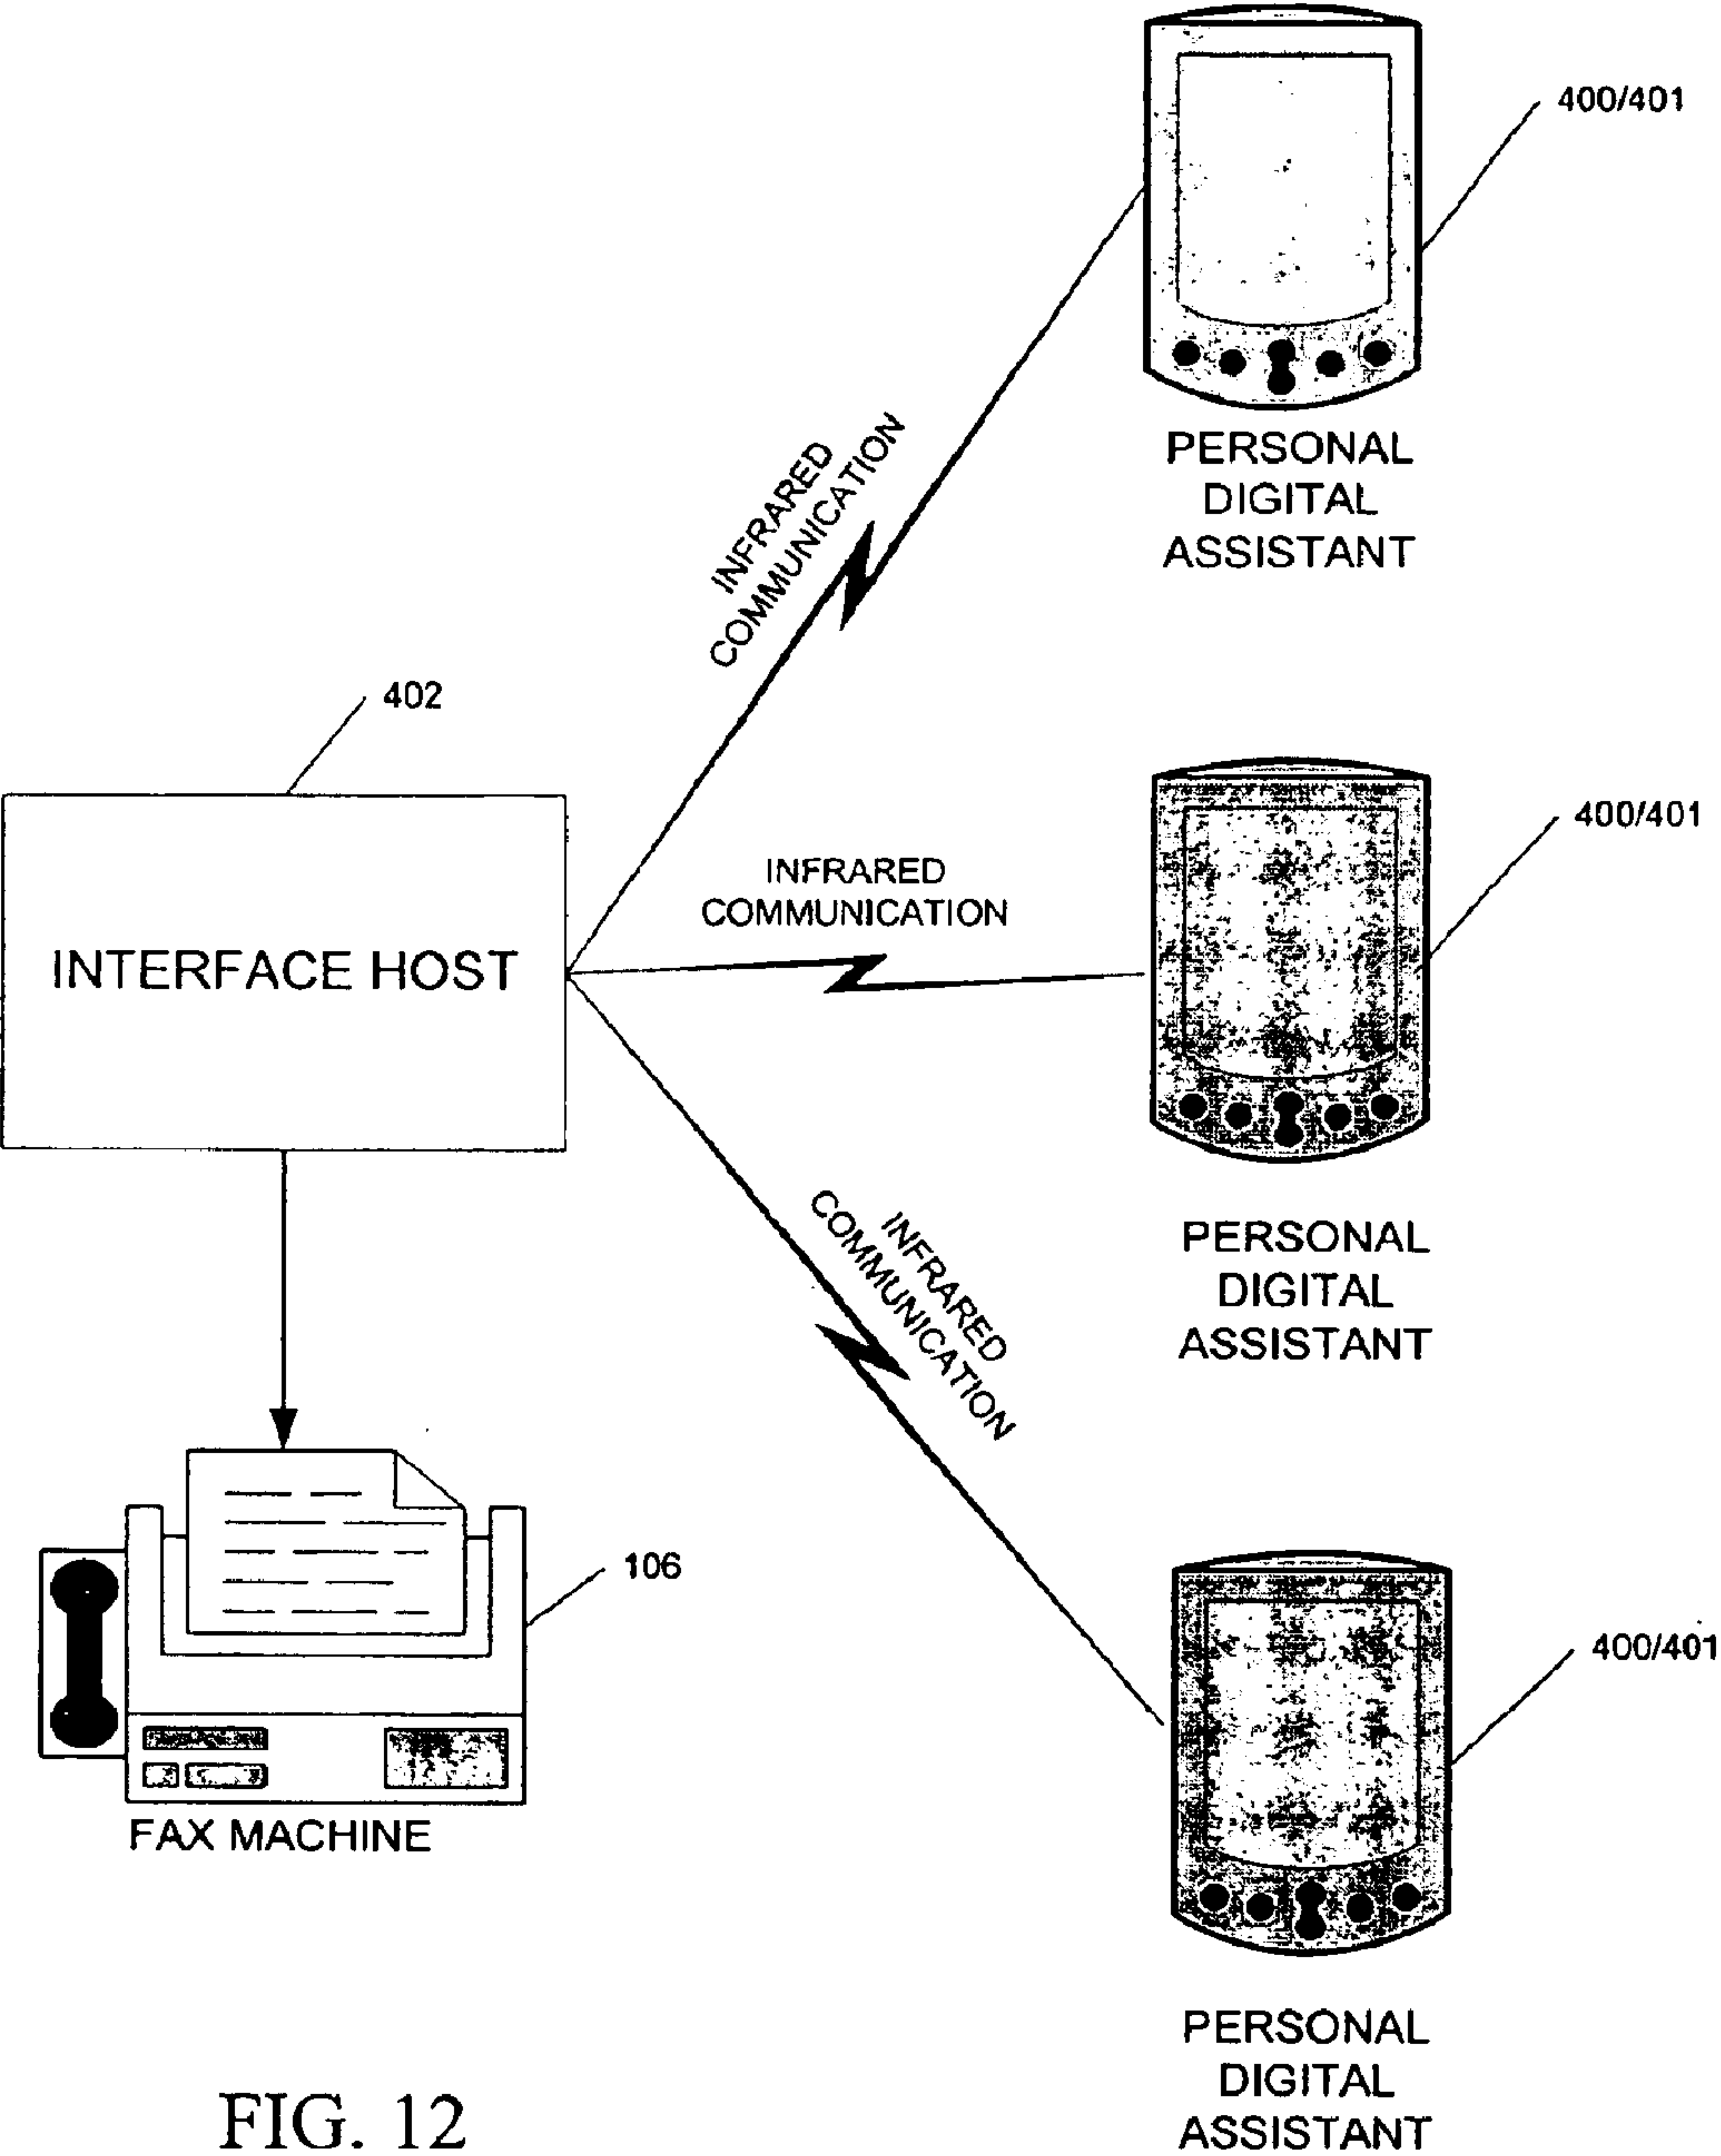 400/401
PERSONAL
DIGITAL
ASSISTANT
INFRARED
COMMUNICATION
402
INTERFACE HOST
INFRARED
COMMUNICATION
400/401
PERSONAL
DIGITAL
ASSISTANT
INFRARED
COMMUNICATION
106
FAX MACHINE
400/401
PERSONAL
DIGITAL
ASSISTANT
FIG. 12